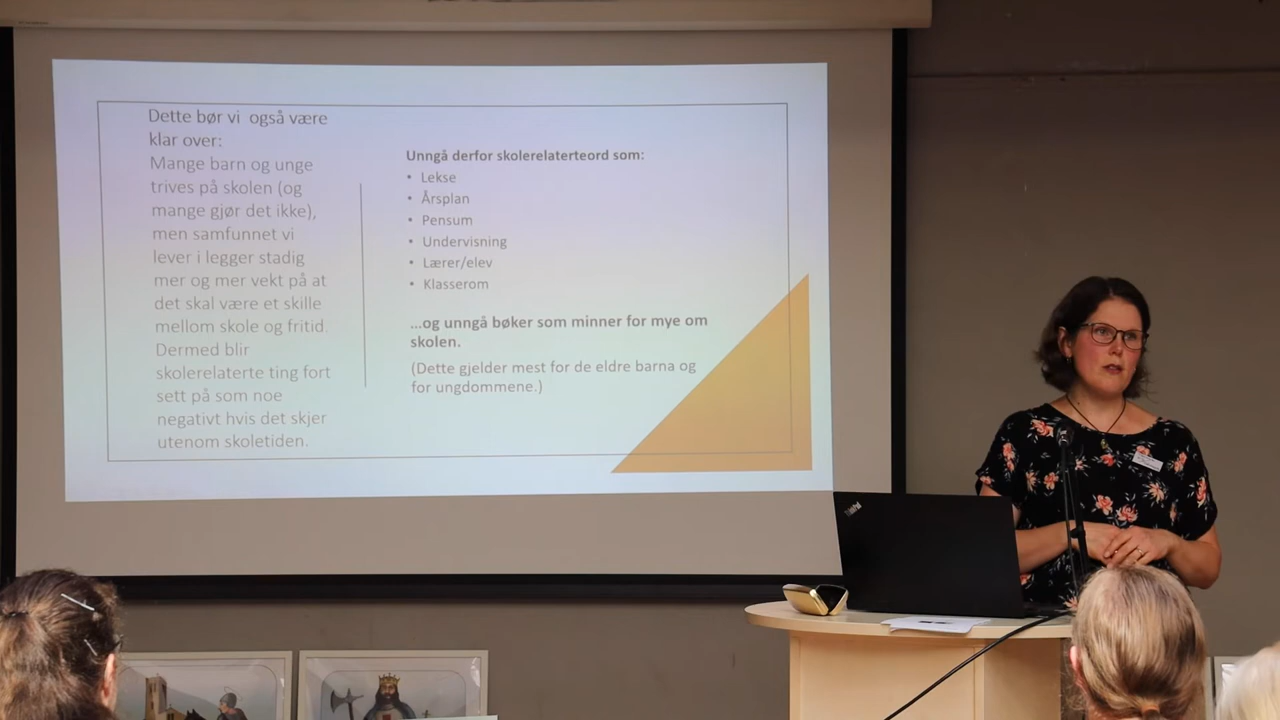 Dette bør vi også være
klar over:
Mange barn og unge
trives på skolen (og
mange gjør det ikke),
men samfunnet vi
lever i legger stadig
mer og mer vekt på at
det skal være et skille
mellom skole og fritid.
Dermed blir
skolerelaterte ting fort
sett på som noe
negativt hvis det skjer
utenom skoletiden.
Unngå derfor skolerelaterteord som:
• Lekse
• Årsplan
• Pensum
• Undervisning
• Lærer/elev
• Klasserom
...og unngå bøker som minner for mye om
skolen.
(Dette gjelder mest for de eldre barna og
for ungdommene.)
ThinkPad